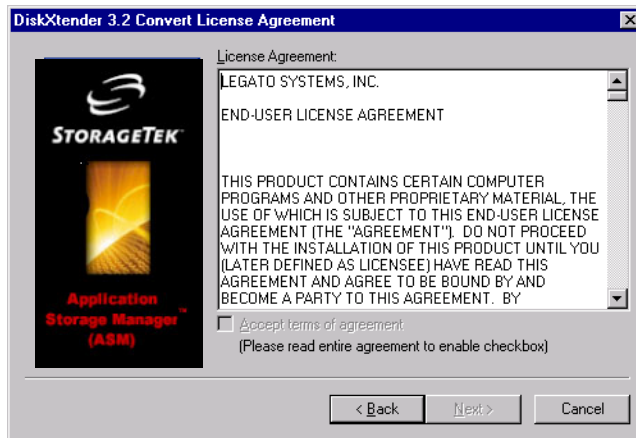 DiskXtender 3.2 Convert License Agreement
STORAGETEK
Application
Storage Manager™
(ASM)
License Agreement:
LEGATO SYSTEMS, INC.
END-USER LICENSE AGREEMENT
THIS PRODUCT CONTAINS CERTAIN COMPUTER
PROGRAMS AND OTHER PROPRIETARY MATERIAL, THE
USE OF WHICH IS SUBJECT TO THIS END-USER LICENSE
AGREEMENT (THE "AGREEMENT"). DO NOT PROCEED
WITH THE INSTALLATION OF THIS PRODUCT UNTIL YOU
(LATER DEFINED AS LICENSEE) HAVE READ THIS
AGREEMENT AND AGREE TO BE BOUND BY AND
BECOME A PARTY TO THIS AGREEMENT. BY
Accept terms of agreement
(Please read entire agreement to enable checkbox)
< Back
Next >
Cancel